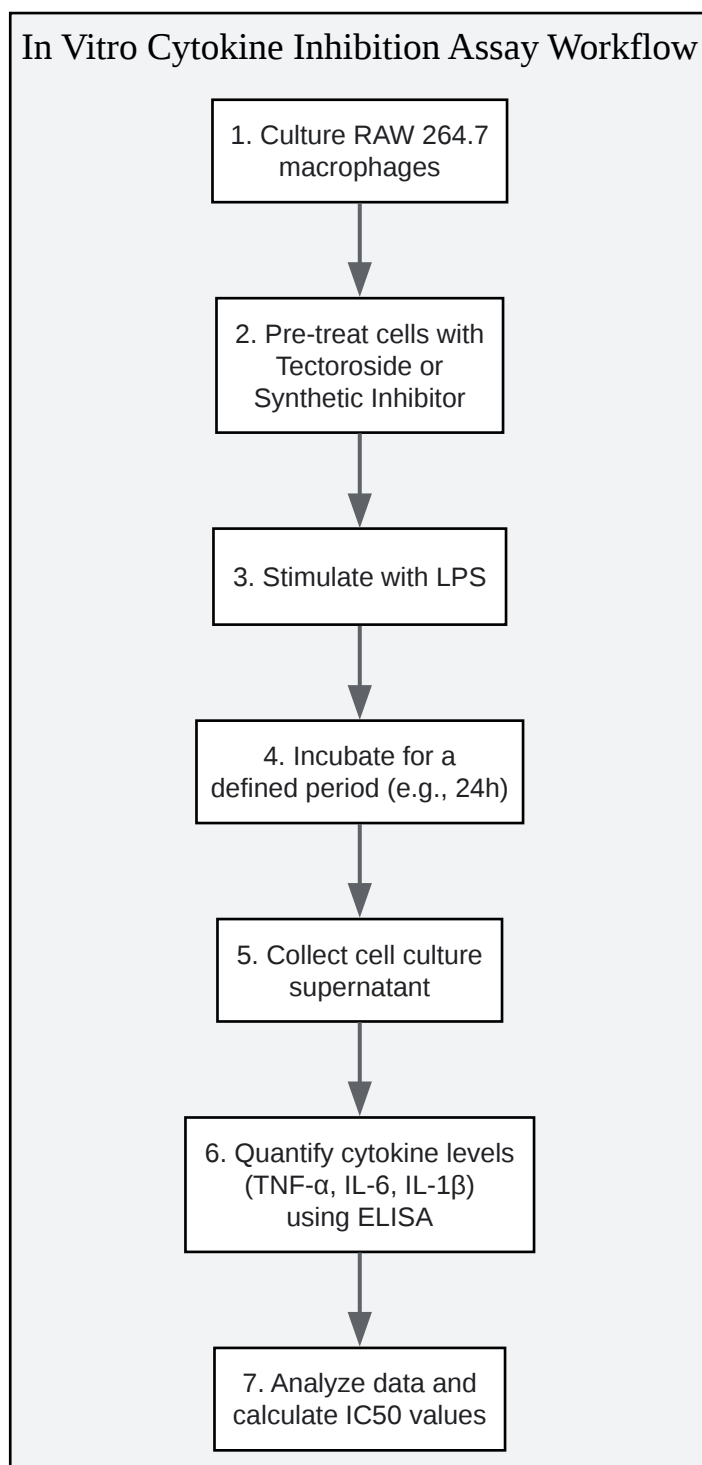 In Vitro Cytokine Inhibition Assay Workflow
1. Culture RAW 264.7
macrophages
2. Pre-treat cells with
Tectoroside or
Synthetic Inhibitor
3. Stimulate with LPS
4. Incubate for a
defined period (e.g., 24h)
5. Collect cell culture
supernatant
6. Quantify cytokine levels
(TNF-α, IL-6, IL-1β)
using ELISA
7. Analyze data and
calculate IC50 values